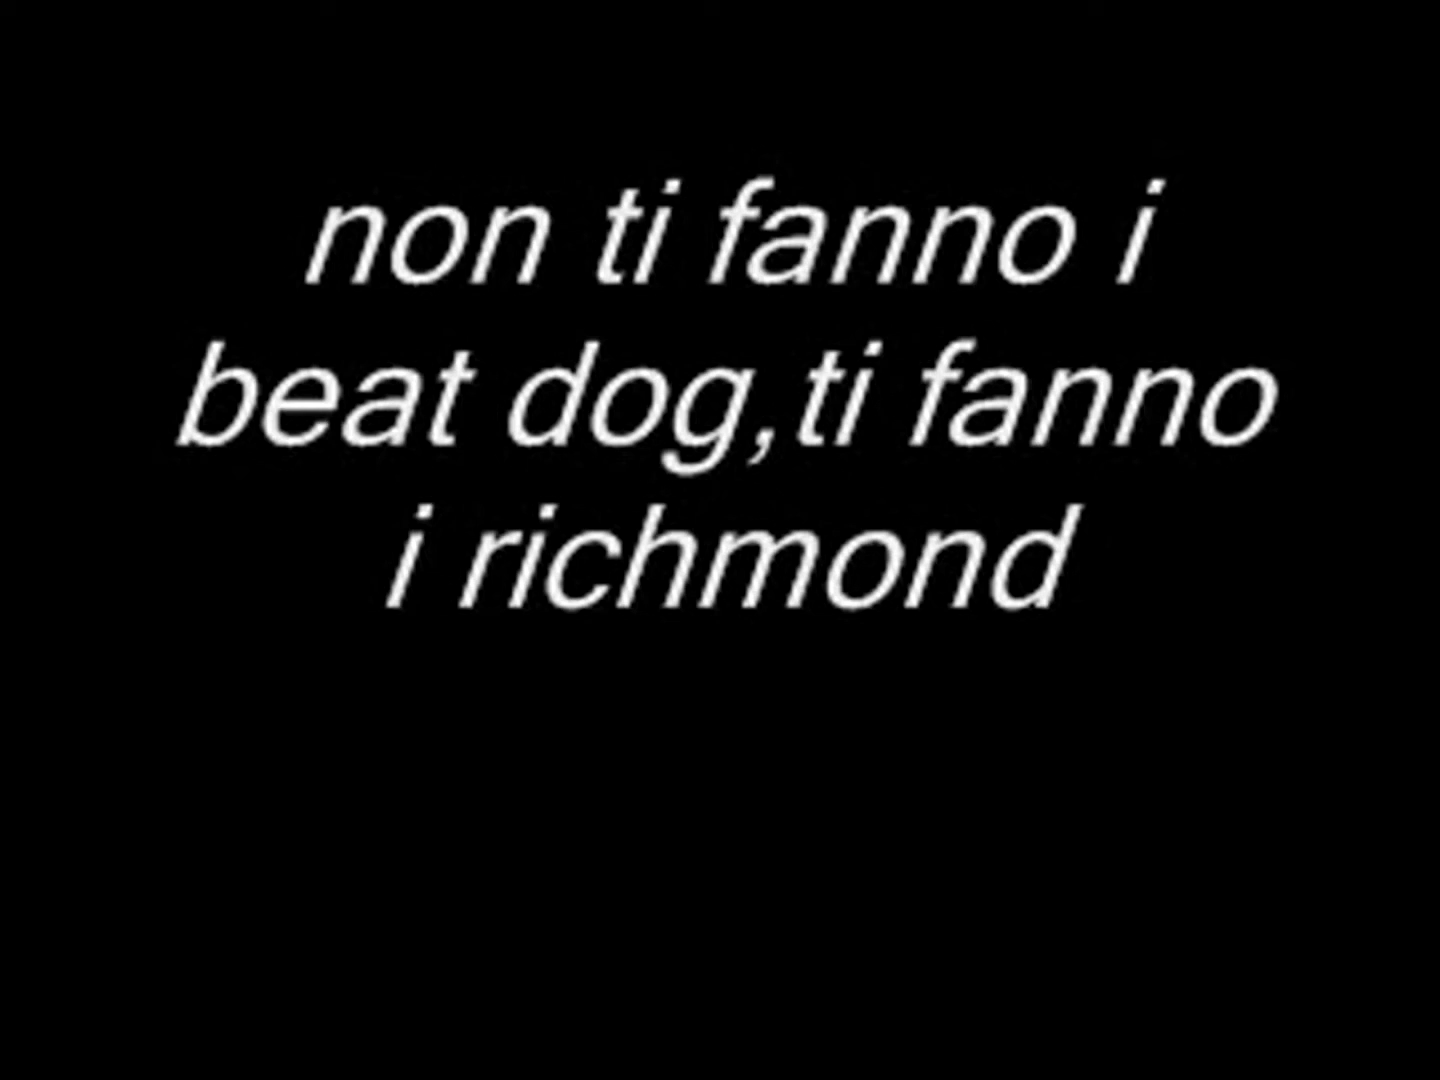 non ti fanno i
beat dog,ti fanno
i richmond